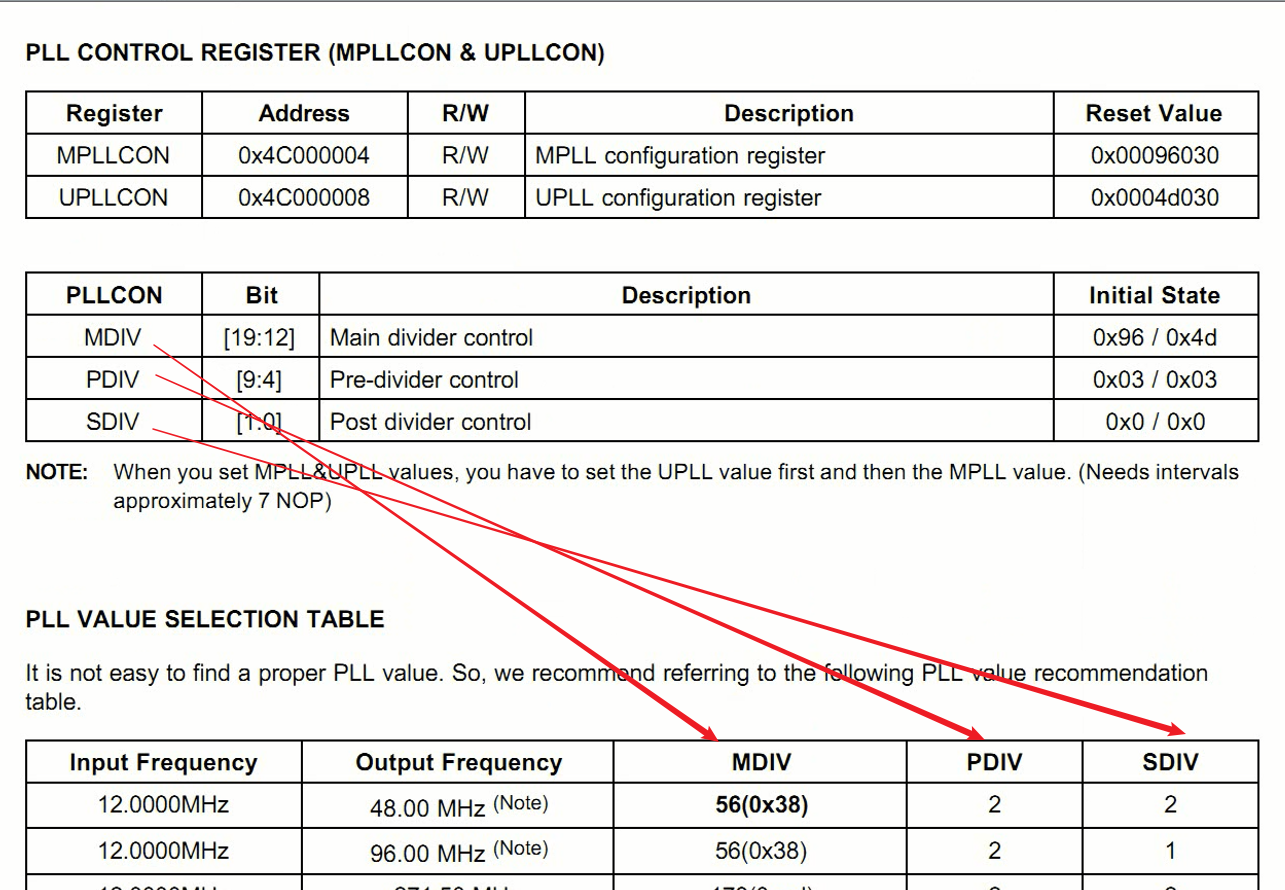 PLL CONTROL REGISTER (MPLLCON & UPLLCON)
Register Address R/W Description Reset Value
MPLLCON 0x4C000004 R/W MPLL configuration register 0x00096030
UPLLCON 0x4C000008 R/W UPLL configuration register 0x0004d030
PLLCON Bit Description Initial State
MDIV [19:12] Main divider control 0x96 / 0x4d
PDIV [9:4] Pre-divider control 0x03 / 0x03
SDIV [1:0] Post divider control 0x0 / 0x0
NOTE: When you set MPLL&UPLL values, you have to set the UPLL value first and then the MPLL value. (Needs intervals
approximately 7 NOP)
PLL VALUE SELECTION TABLE
It is not easy to find a proper PLL value. So, we recommend referring to the following PLL value recommendation
table.
Input Frequency Output Frequency MDIV PDIV SDIV
12.0000MHz 48.00 MHz (Note) 56(0x38) 2 2
12.0000MHz 96.00 MHz (Note) 56(0x38) 2 1